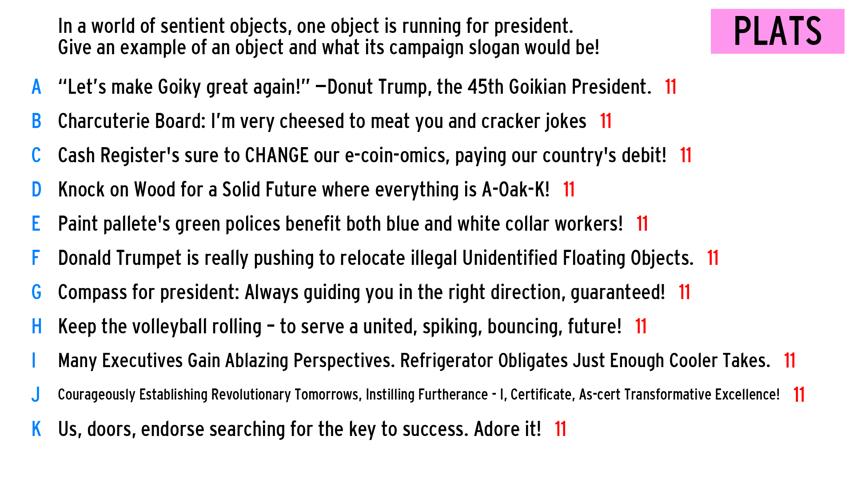 In a world of sentient objects, one object is running for president.
Give an example of an object and what its campaign slogan would be!
PLATS
A “Let's make Goiky great again!” —Donut Trump, the 45th Goikian President. 11
B Charcuterie Board: I'm very cheesed to meat you and cracker jokes 11
C Cash Register's sure to CHANGE our e-coin-omics, paying our country's debit! 11
D Knock on Wood for a Solid Future where everything is A-Oak-K! 11
E Paint pallete's green polices benefit both blue and white collar workers! 11
F Donald Trumpet is really pushing to relocate illegal Unidentified Floating Objects. 11
G Compass for president: Always guiding you in the right direction, guaranteed! 11
H Keep the volleyball rolling – to serve a united, spiking, bouncing, future! 11
I Many Executives Gain Ablazing Perspectives. Refrigerator Obligates Just Enough Cooler Takes. 11
J Courageously Establishing Revolutionary Tomorrows, Instilling Furtherance - I, Certificate, As-cert Transformative Excellence! 11
K Us, doors, endorse searching for the key to success. Adore it! 11